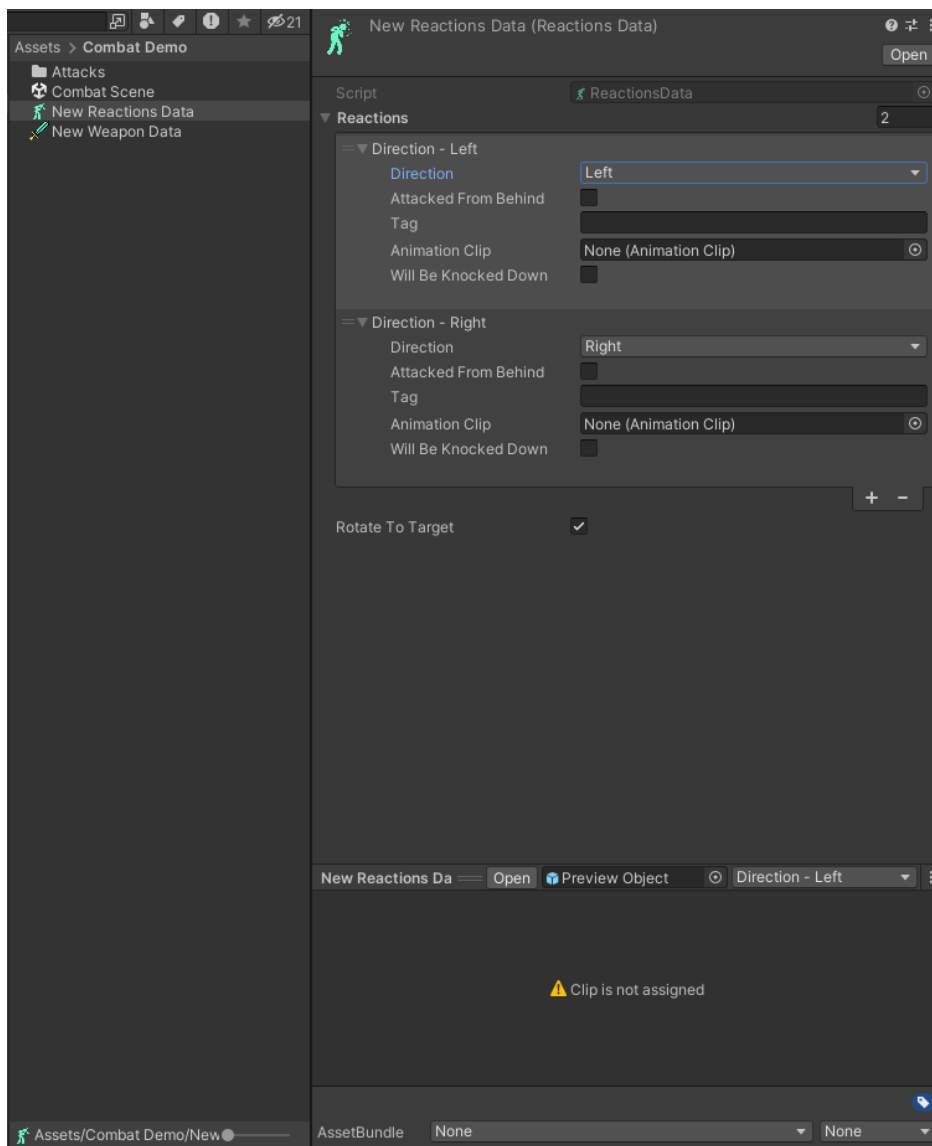 21
New Reactions Data (Reactions Data)
Open
Assets > Combat Demo
Attacks
Combat Scene
New Reactions Data
New Weapon Data
Script
ReactionsData
Reactions
2
Direction - Left
Direction
Left
Attacked From Behind
Tag
Animation Clip
None (Animation Clip)
Will Be Knocked Down
Direction - Right
Direction
Right
Attacked From Behind
Tag
Animation Clip
None (Animation Clip)
Will Be Knocked Down
+ -
Rotate To Target
New Reactions Da
Open
Preview Object
Direction - Left
Clip is not assigned
Assets/Combat Demo/New
AssetBundle
None
None